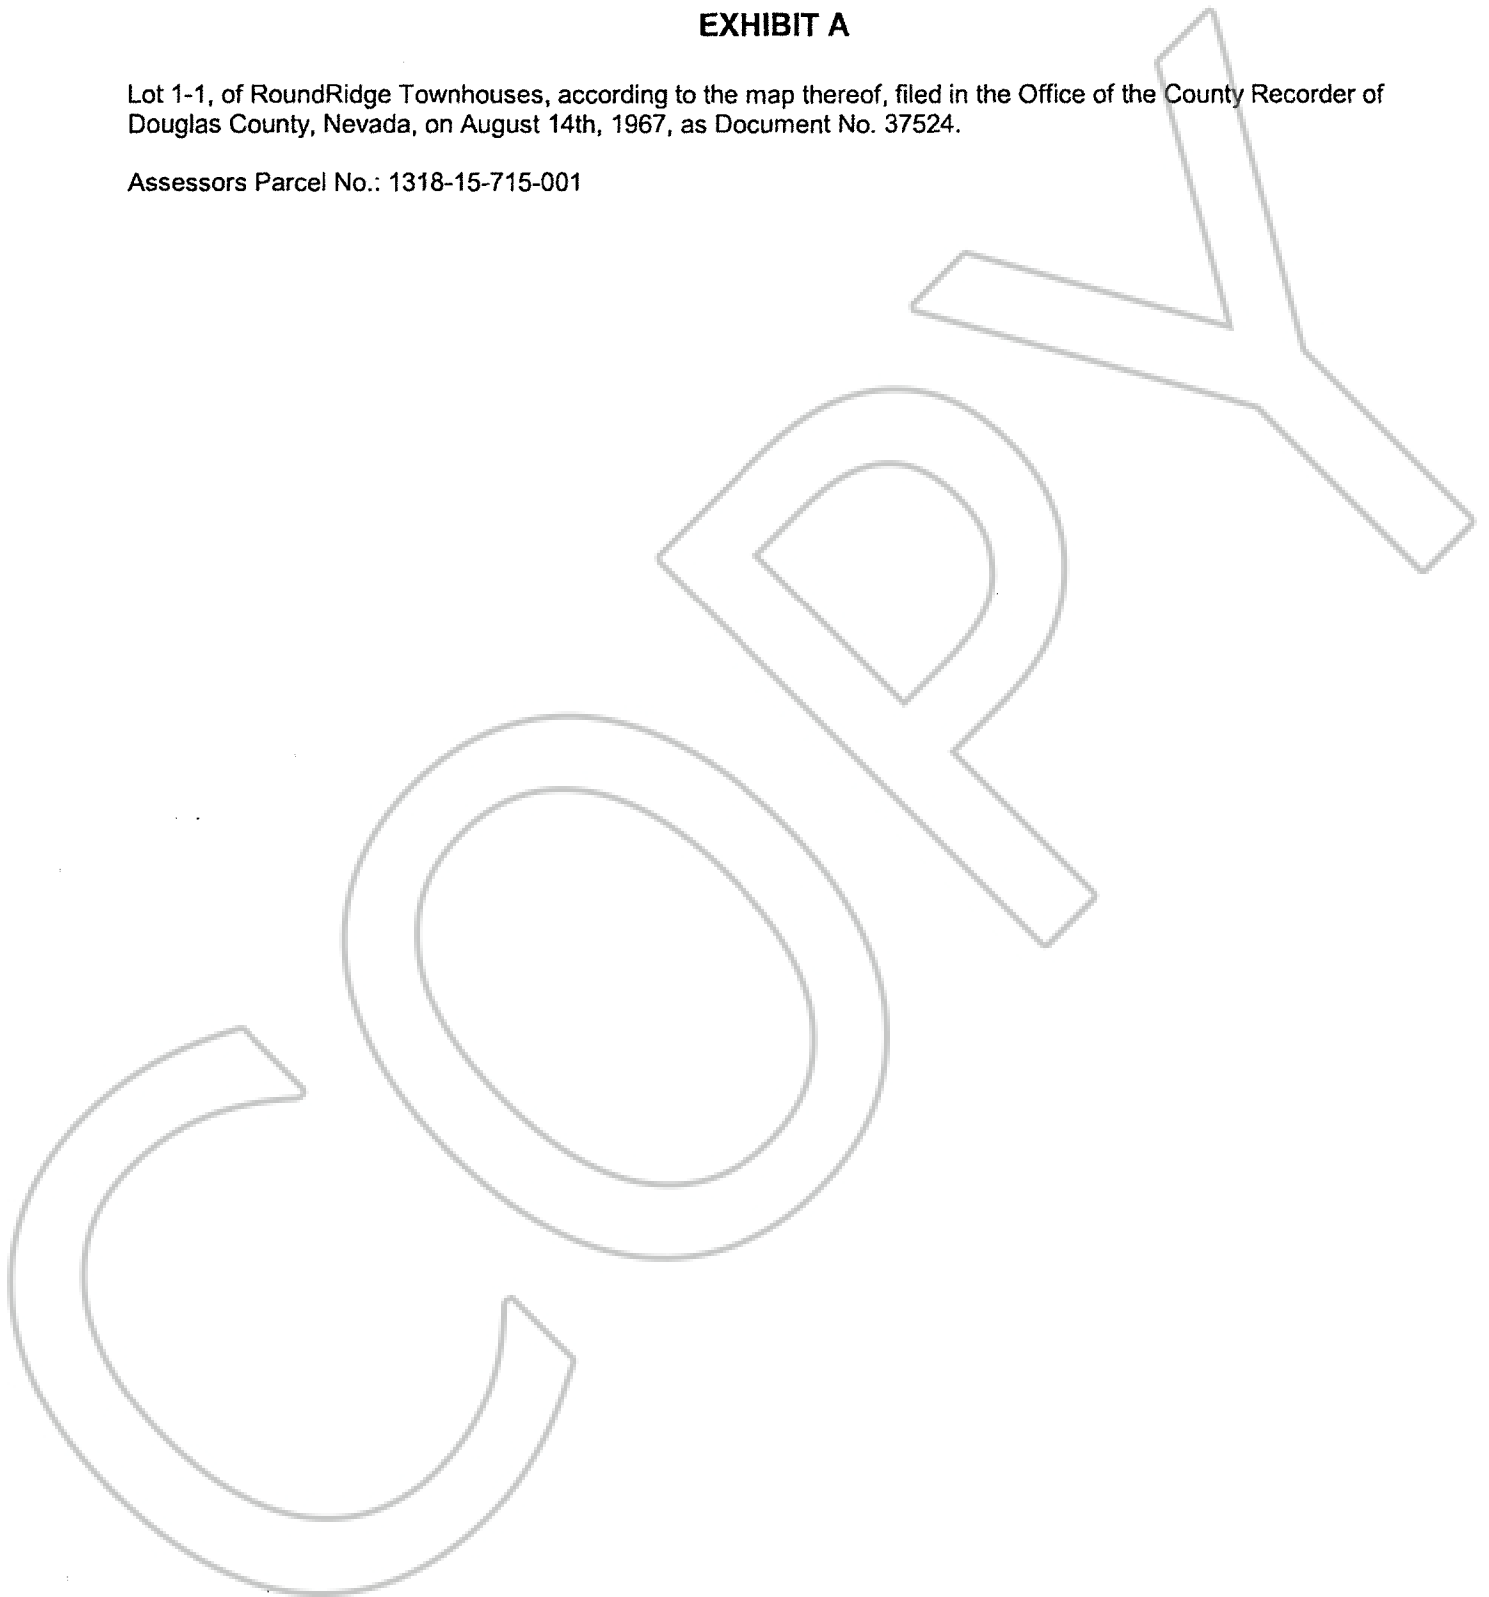 EXHIBIT A
Lot 1-1, of RoundRidge Townhouses, according to the map thereof, filed in the Office of the County Recorder of
Douglas County, Nevada, on August 14th, 1967, as Document No. 37524.
Assessors Parcel No.: 1318-15-715-001
COPY